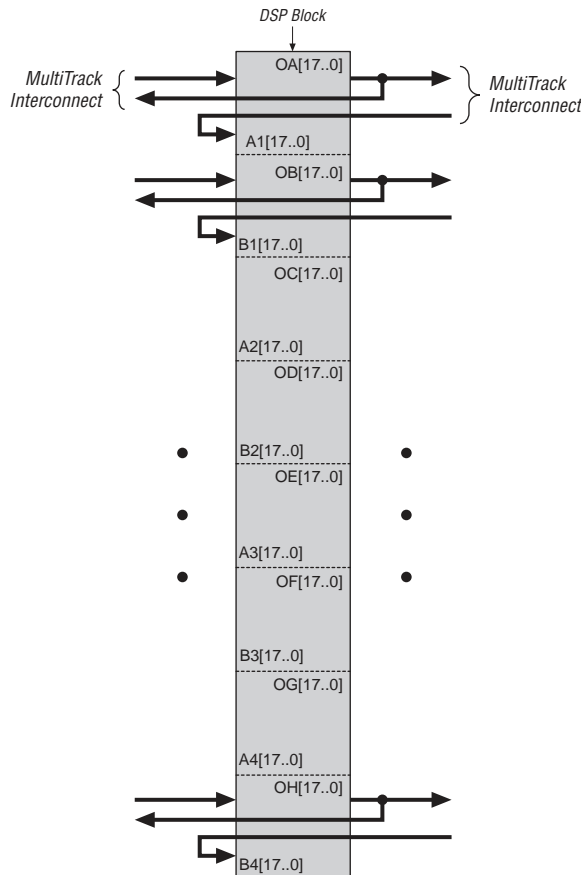 DSP Block
MultiTrack
Interconnect
OA[17..0]
MultiTrack
Interconnect
A1[17..0]
OB[17..0]
B1[17..0]
OC[17..0]
A2[17..0]
OD[17..0]
B2[17..0]
OE[17..0]
A3[17..0]
OF[17..0]
B3[17..0]
OG[17..0]
A4[17..0]
OH[17..0]
B4[17..0]